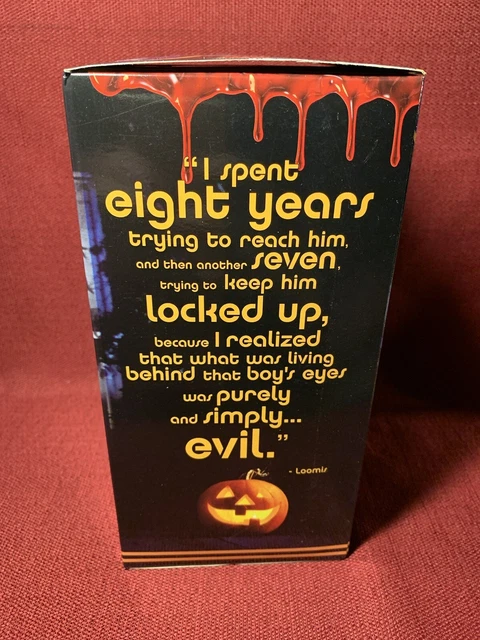 “I spent
eight years
trying to reach him,
and then another seven,
trying to keep him
locked up,
because I realized
that what was living
behind that boy's eyes
was purely
and simply...
evil.”
- Loomis